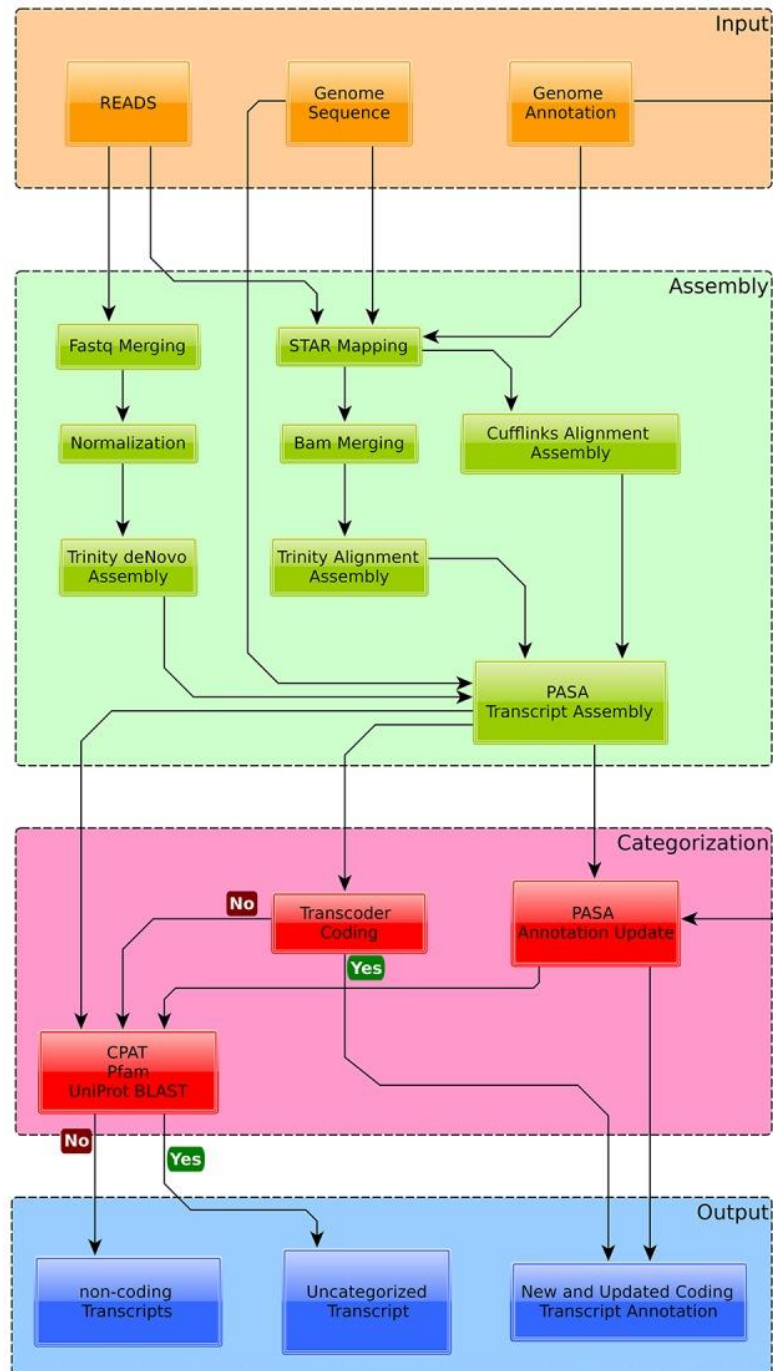 Input
READS
Genome
Sequence
Genome
Annotation
Assembly
Fastq Merging
STAR Mapping
Normalization
Bam Merging
Cufflinks Alignment
Assembly
Trinity deNovo
Assembly
Trinity Alignment
Assembly
PASA
Transcript Assembly
Categorization
No
Transcoder
Coding
PASA
Annotation Update
Yes
CPAT
Pfam
UniProt BLAST
No
Yes
Output
non-coding
Transcripts
Uncategorized
Transcript
New and Updated Coding
Transcript Annotation